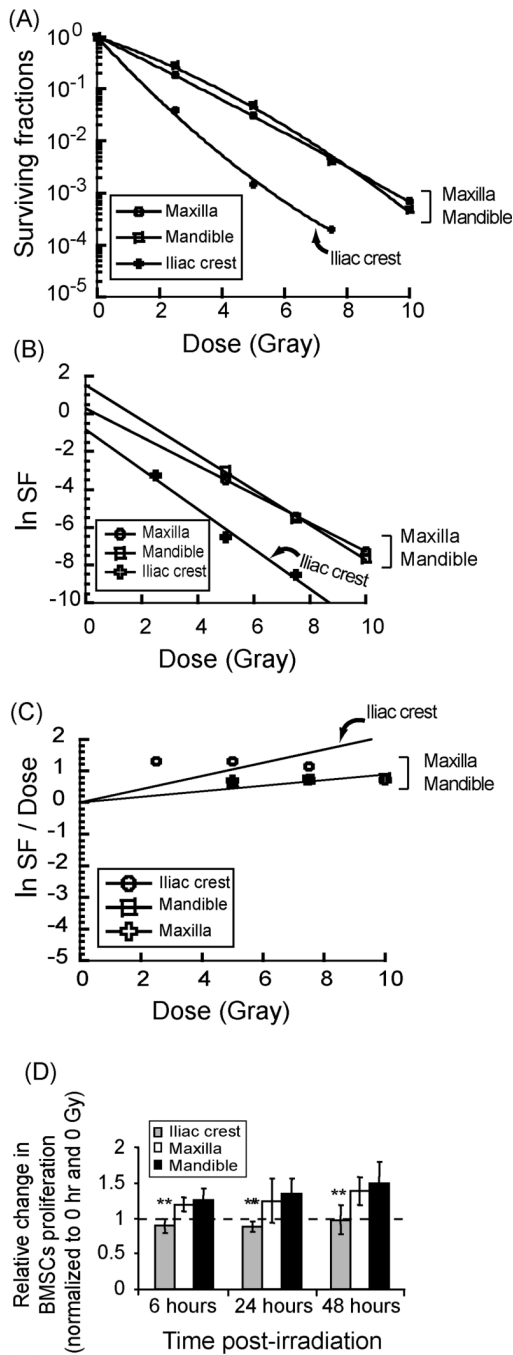 (A)
Surviving fractions
10^0
10^-1
10^-2
10^-3
10^-4
10^-5
0 2 4 6 8 10
Dose (Gray)
Maxilla
Mandible
Iliac crest
Maxilla
Mandible
Iliac crest
(B)
ln SF
2
0
-2
-4
-6
-8
-10
0 2 4 6 8 10
Dose (Gray)
Maxilla
Mandible
Iliac crest
Maxilla
Mandible
Iliac crest
(C)
ln SF / Dose
2
1
0
-1
-2
-3
-4
-5
0 2 4 6 8 10
Dose (Gray)
Iliac crest
Mandible
Maxilla
Iliac crest
Maxilla
Mandible
(D)
Relative change in
BMSCs proliferation
(normalized to 0 hr and 0 Gy)
2
1.5
1
0.5
0
Iliac crest
Maxilla
Mandible
** ** **
6 hours 24 hours 48 hours
Time post-irradiation